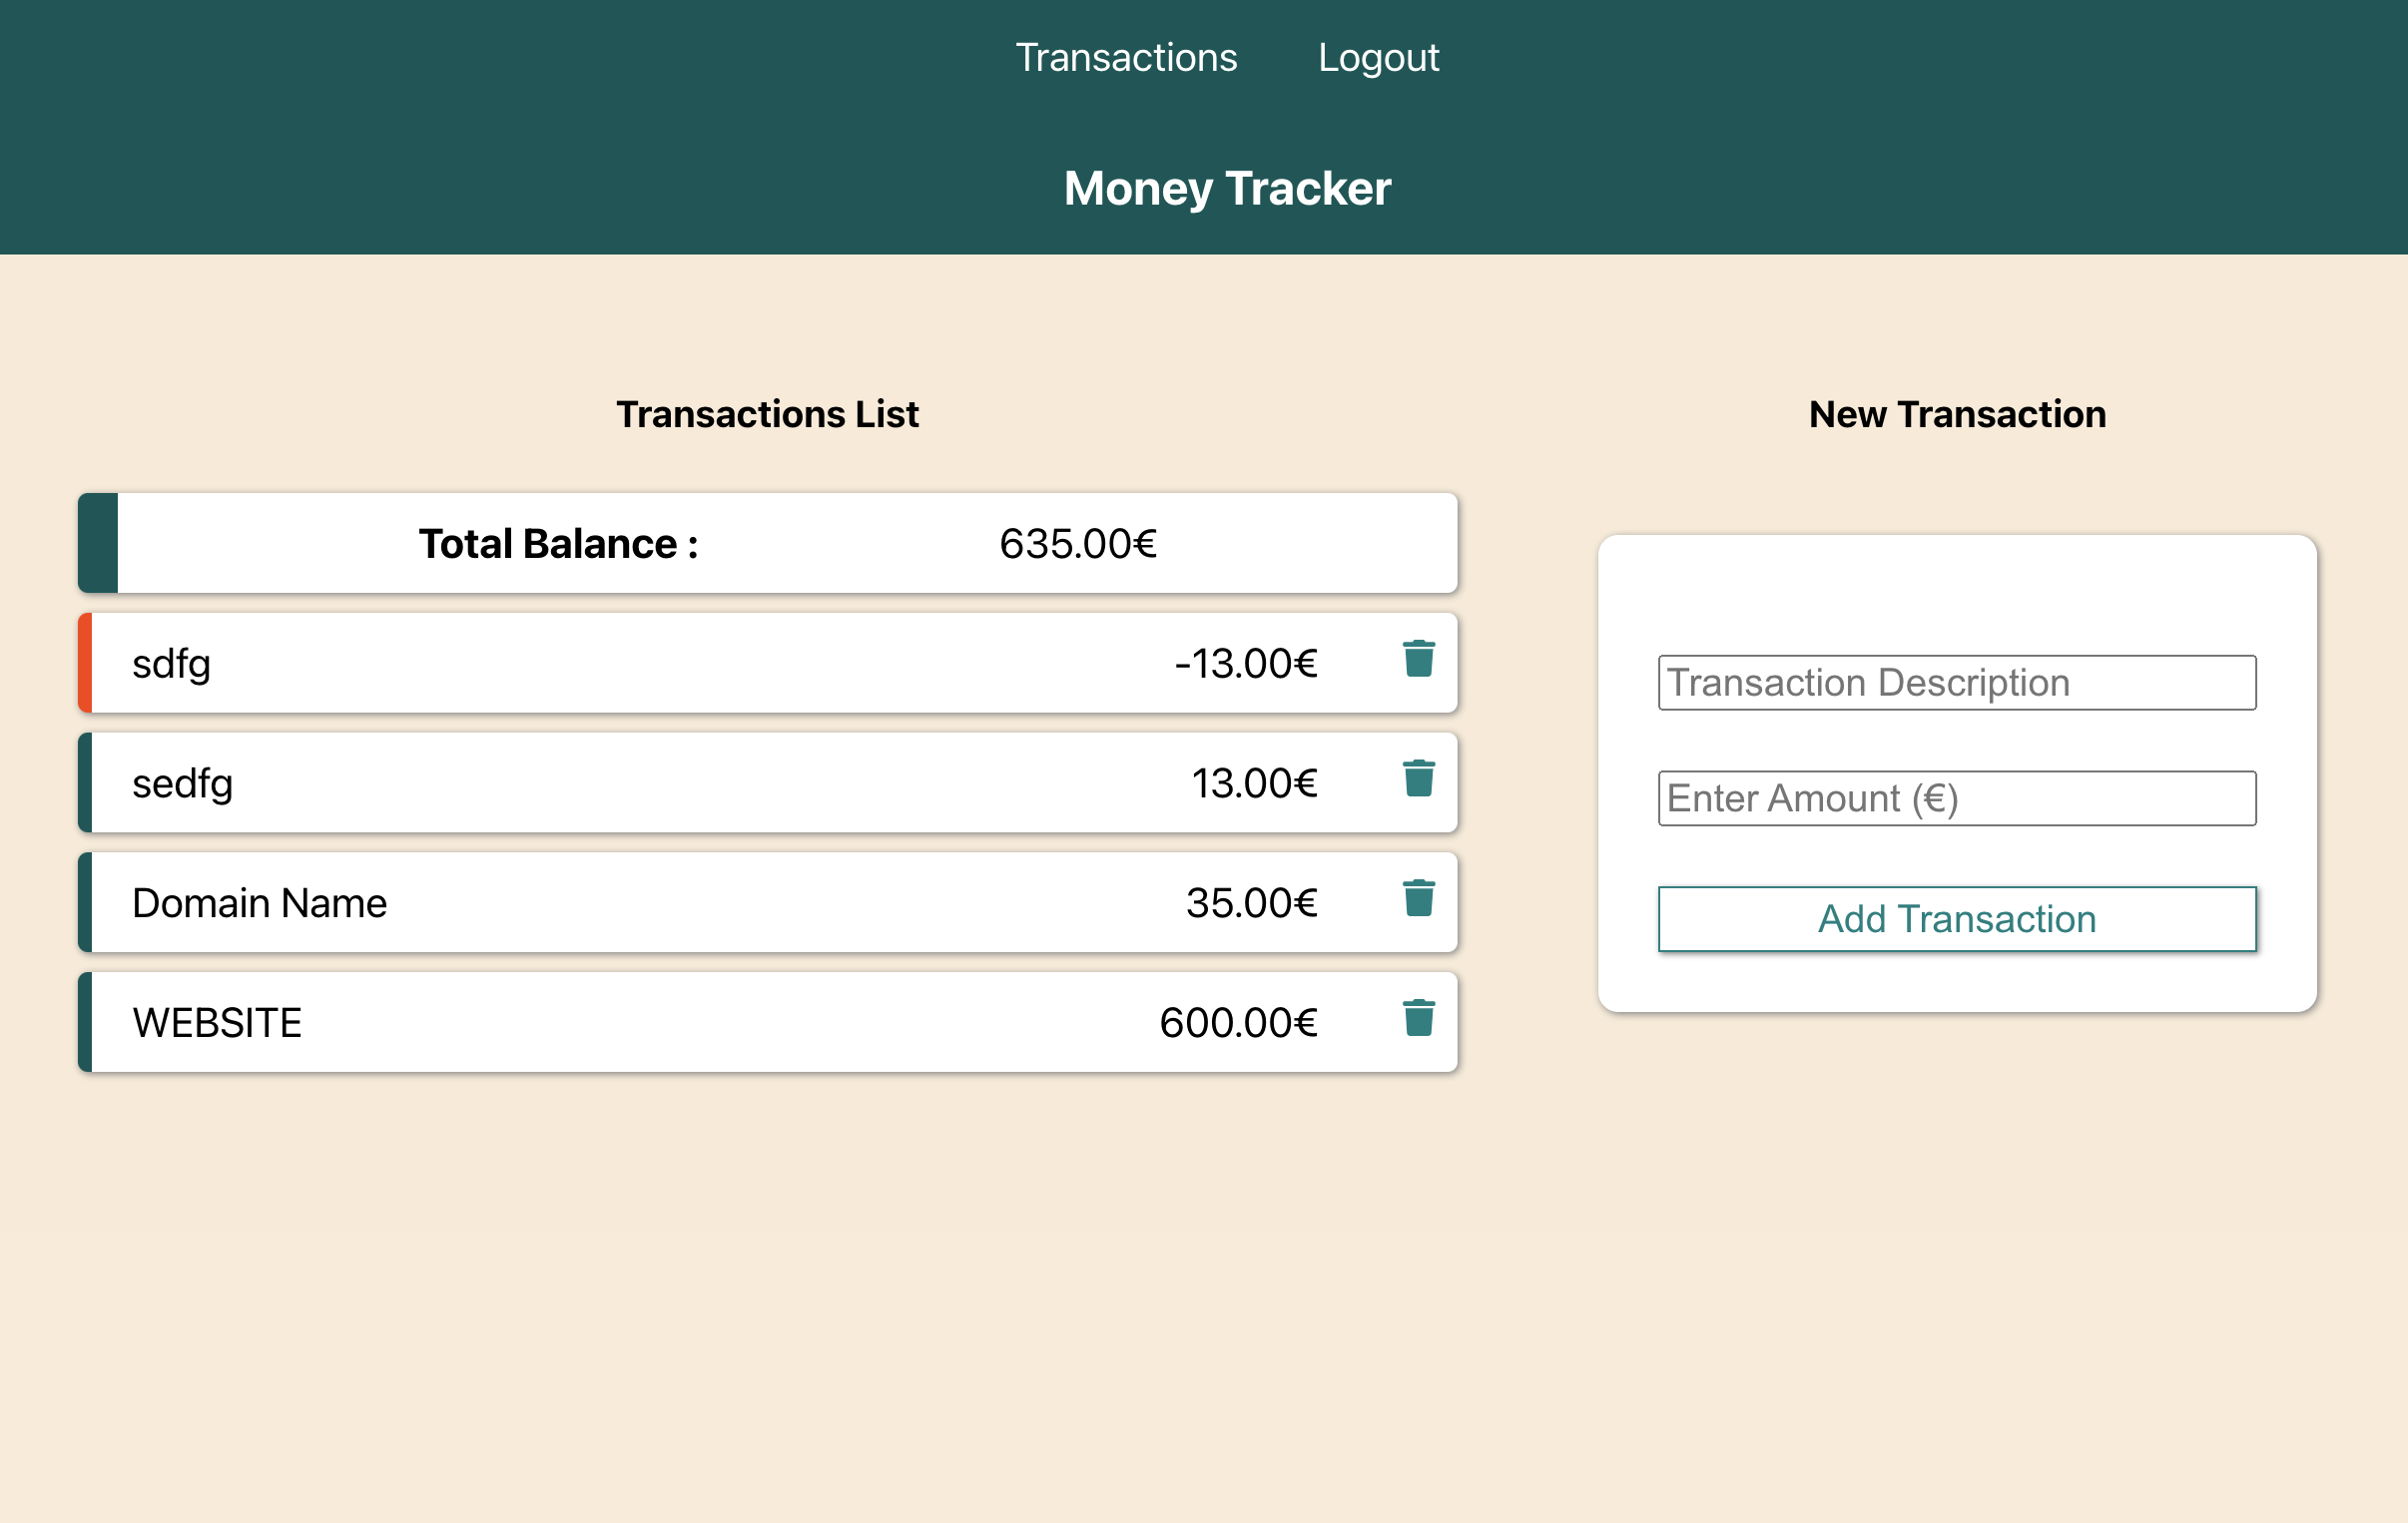 Transactions Logout
Money Tracker
Transactions List
Total Balance : 635.00€
sdfg -13.00€
sedfg 13.00€
Domain Name 35.00€
WEBSITE 600.00€
New Transaction
Transaction Description
Enter Amount (€)
Add Transaction